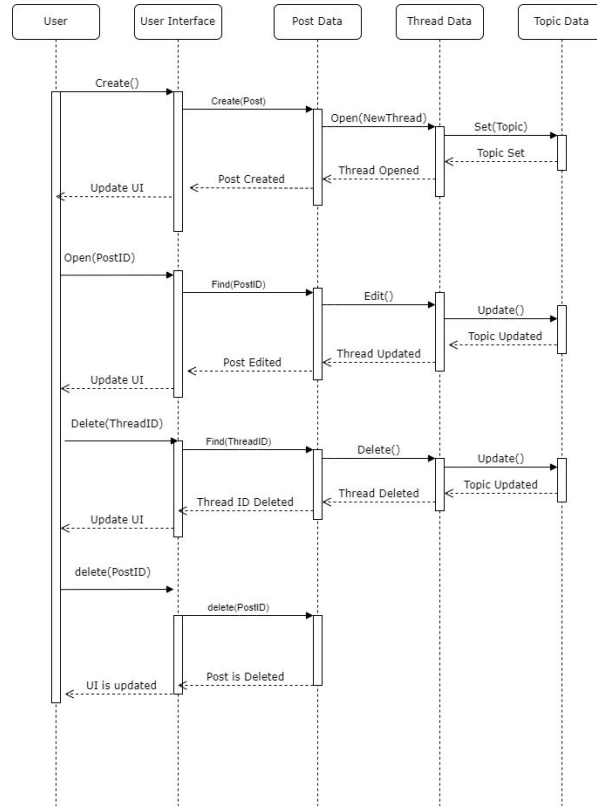 User
User Interface
Post Data
Thread Data
Topic Data
Create()
Create(Post)
Open(NewThread)
Set(Topic)
Topic Set
Thread Opened
Post Created
Update UI
Open(PostID)
Find(PostID)
Edit()
Update()
Topic Updated
Thread Updated
Post Edited
Update UI
Delete(ThreadID)
Find(ThreadID)
Delete()
Update()
Topic Updated
Thread Deleted
Thread ID Deleted
Update UI
delete(PostID)
delete(PostID)
Post is Deleted
UI is updated